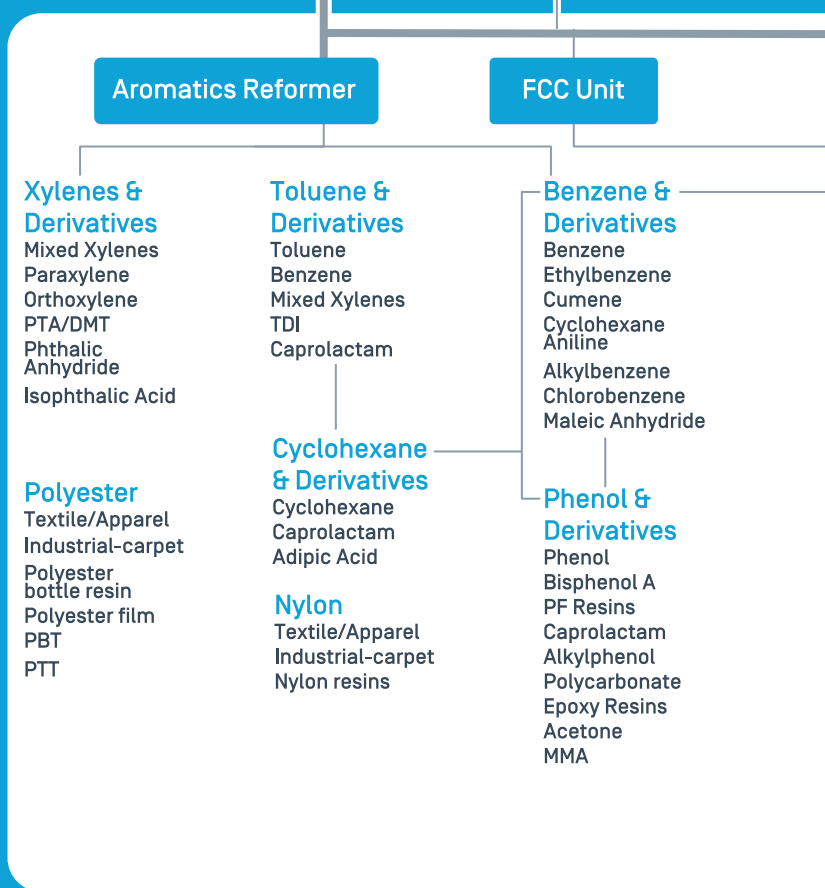 Aromatics Reformer
FCC Unit
Xylenes &
Derivatives
Mixed Xylenes
Paraxylene
Orthoxylene
PTA/DMT
Phthalic
Anhydride
Isophthalic Acid
Polyester
Textile/Apparel
Industrial-carpet
Polyester
bottle resin
Polyester film
PBT
PTT
Toluene &
Derivatives
Toluene
Benzene
Mixed Xylenes
TDI
Caprolactam
Cyclohexane
& Derivatives
Cyclohexane
Caprolactam
Adipic Acid
Nylon
Textile/Apparel
Industrial-carpet
Nylon resins
Benzene &
Derivatives
Benzene
Ethylbenzene
Cumene
Cyclohexane
Aniline
Alkylbenzene
Chlorobenzene
Maleic Anhydride
Phenol &
Derivatives
Phenol
Bisphenol A
PF Resins
Caprolactam
Alkylphenol
Polycarbonate
Epoxy Resins
Acetone
MMA